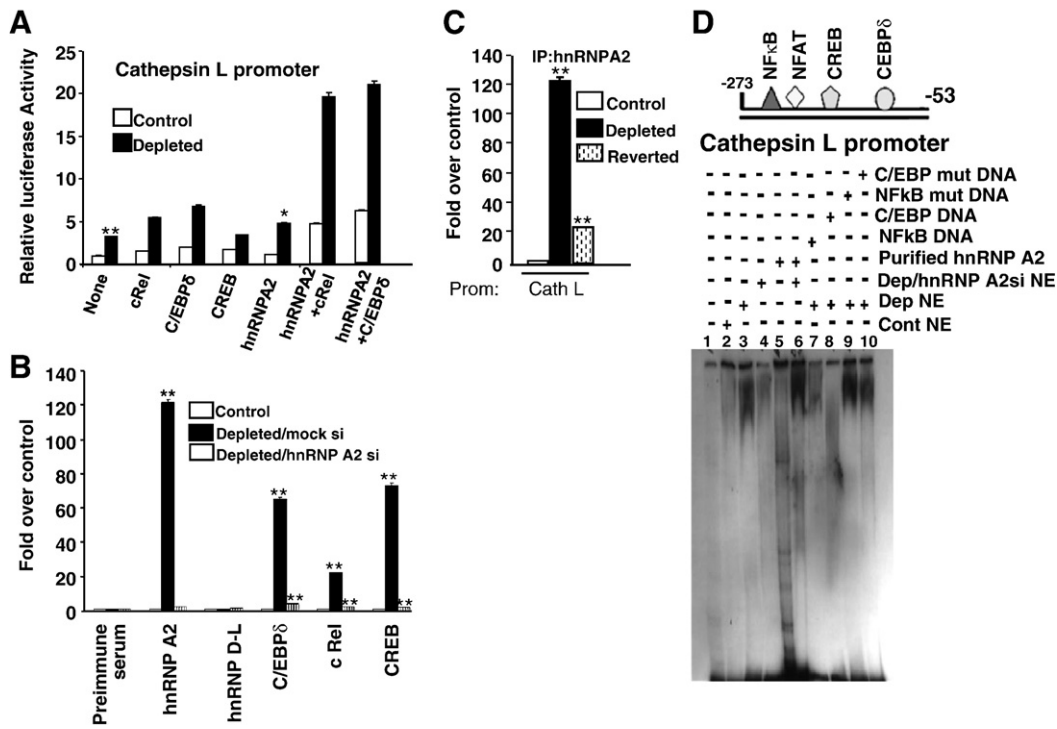 A
Cathepsin L promoter
Control
Depleted
Relative luciferase Activity
25
20
15
10
5
0
**
*
None
cRel
C/EBPδ
CREB
hnRNPA2
hnRNPA2
+cRel
hnRNPA2
+C/EBPδ
B
Control
Depleted/mock si
Depleted/hnRNP A2 si
Fold over control
140
120
100
80
60
40
20
0
**
**
**
**
**
**
**
Preimmune
serum
hnRNP A2
hnRNP D-L
C/EBPδ
c Rel
CREB
C
IP:hnRNPA2
Control
Depleted
Reverted
Fold over control
140
120
100
80
60
40
20
0
**
**
Prom: Cath L
D
NFκB
NFAT
CREB
CEBPδ
-273
-53
Cathepsin L promoter
- - - - - - - - - + C/EBP mut DNA
- - - - - - - - + - NFkB mut DNA
- - - - - - - + - - C/EBP DNA
- - - - - - + - - - NFkB DNA
- - - - + + - - - - Purified hnRNP A2
- - - + - + - - - - Dep/hnRNP A2si NE
- - + - - - + + + + Dep NE
- + - - - - - - - - Cont NE
1 2 3 4 5 6 7 8 9 10